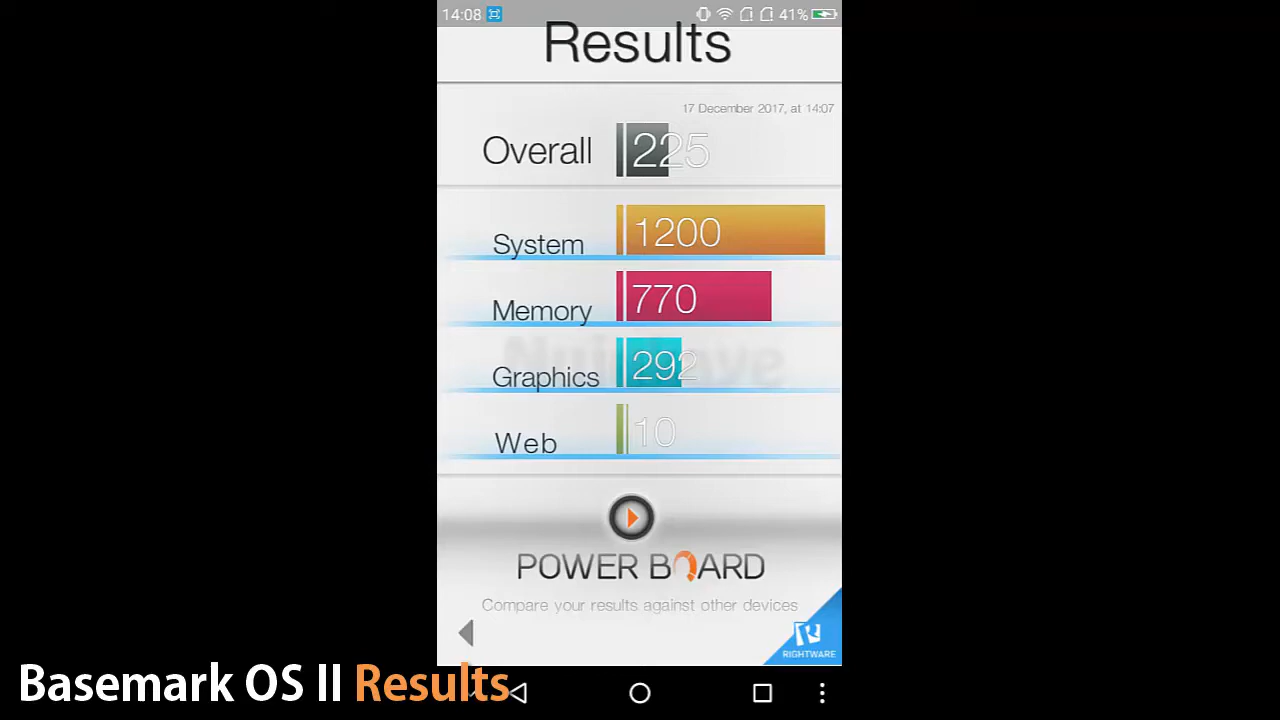 14:08 41%
Results
17 December 2017, at 14:07
Overall 225
System 1200
Memory 770
Graphics 292
Web 10
POWER BOARD
Compare your results against other devices
RIGHTWARE
Basemark OS II Results